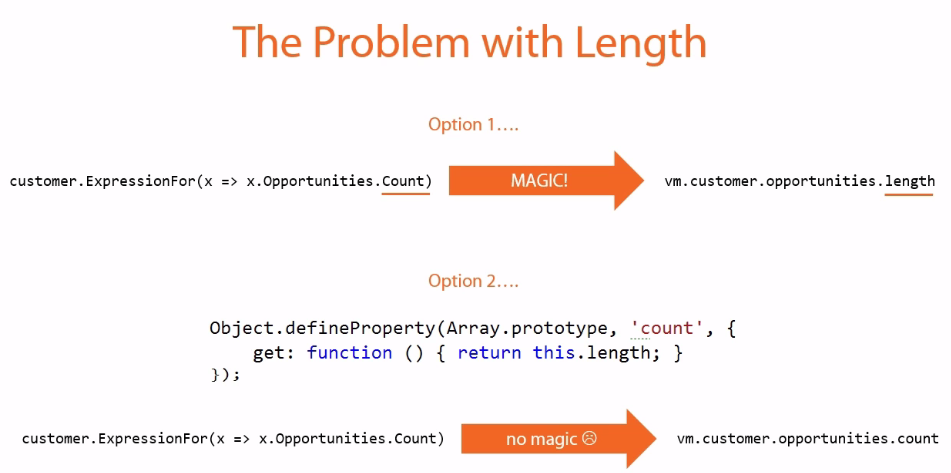 The Problem with Length
Option 1....
customer.ExpressionFor(x => x.Opportunities.Count)
MAGIC!
vm.customer.opportunities.length
Option 2....
Object.defineProperty(Array.prototype, 'count', {
get: function () { return this.length; }
});
customer.ExpressionFor(x => x.Opportunities.Count)
no magic ☹
vm.customer.opportunities.count